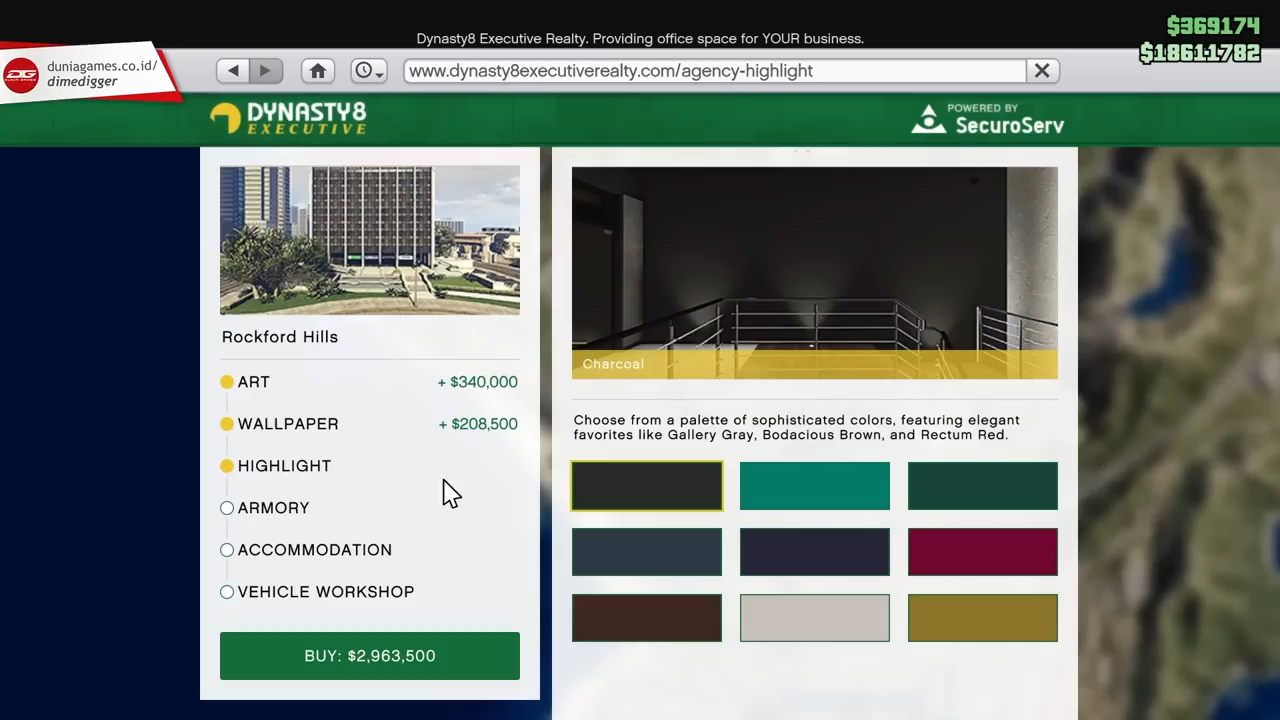 $369174
$18611782
Dynasty8 Executive Realty. Providing office space for YOUR business.
DG
duniagames.co.id/
dimedigger
www.dynasty8executiverealty.com/agency-highlight
DYNASTY8
EXECUTIVE
POWERED BY
SecuroServ
Rockford Hills
ART + $340,000
WALLPAPER + $208,500
HIGHLIGHT
ARMORY
ACCOMMODATION
VEHICLE WORKSHOP
BUY: $2,963,500
Charcoal
Choose from a palette of sophisticated colors, featuring elegant
favorites like Gallery Gray, Bodacious Brown, and Rectum Red.